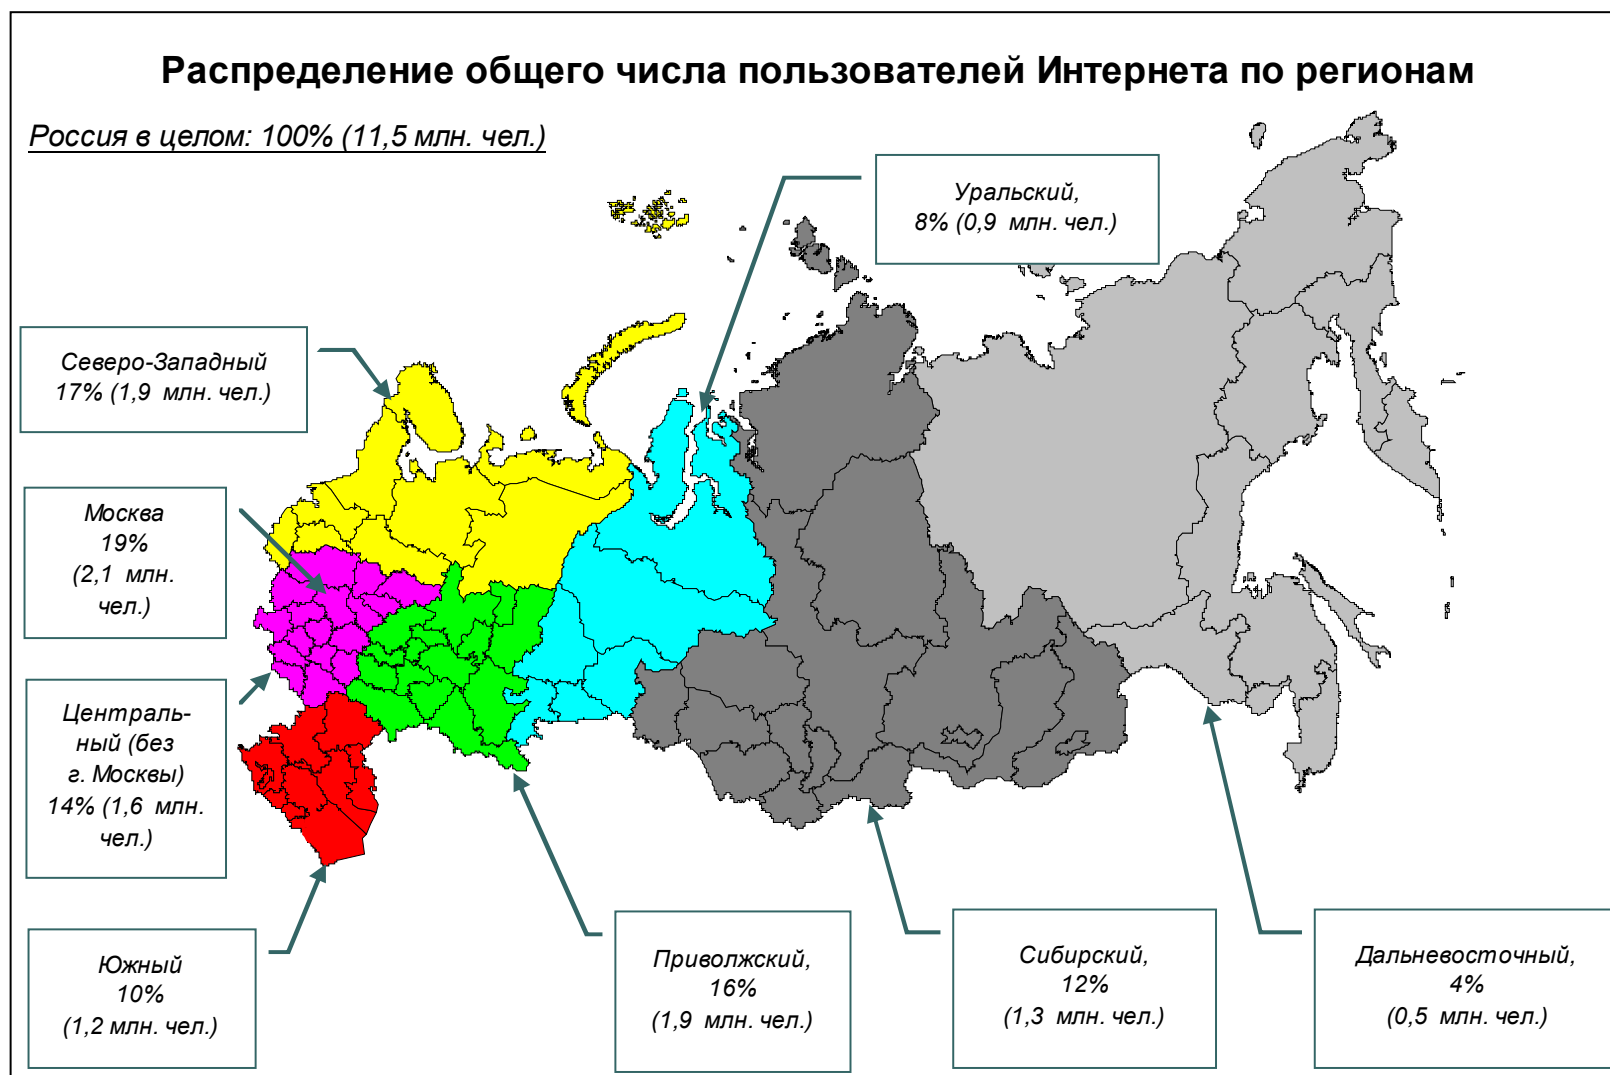 Распределение общего числа пользователей Интернета по регионам
Россия в целом: 100% (11,5 млн. чел.)
Уральский,
8% (0,9 млн. чел.)
Северо-Западный
17% (1,9 млн. чел.)
Москва
19%
(2,1 млн.
чел.)
Централь-
ный (без
г. Москвы)
14% (1,6 млн.
чел.)
Южный
10%
(1,2 млн. чел.)
Приволжский,
16%
(1,9 млн. чел.)
Сибирский,
12%
(1,3 млн. чел.)
Дальневосточный,
4%
(0,5 млн. чел.)